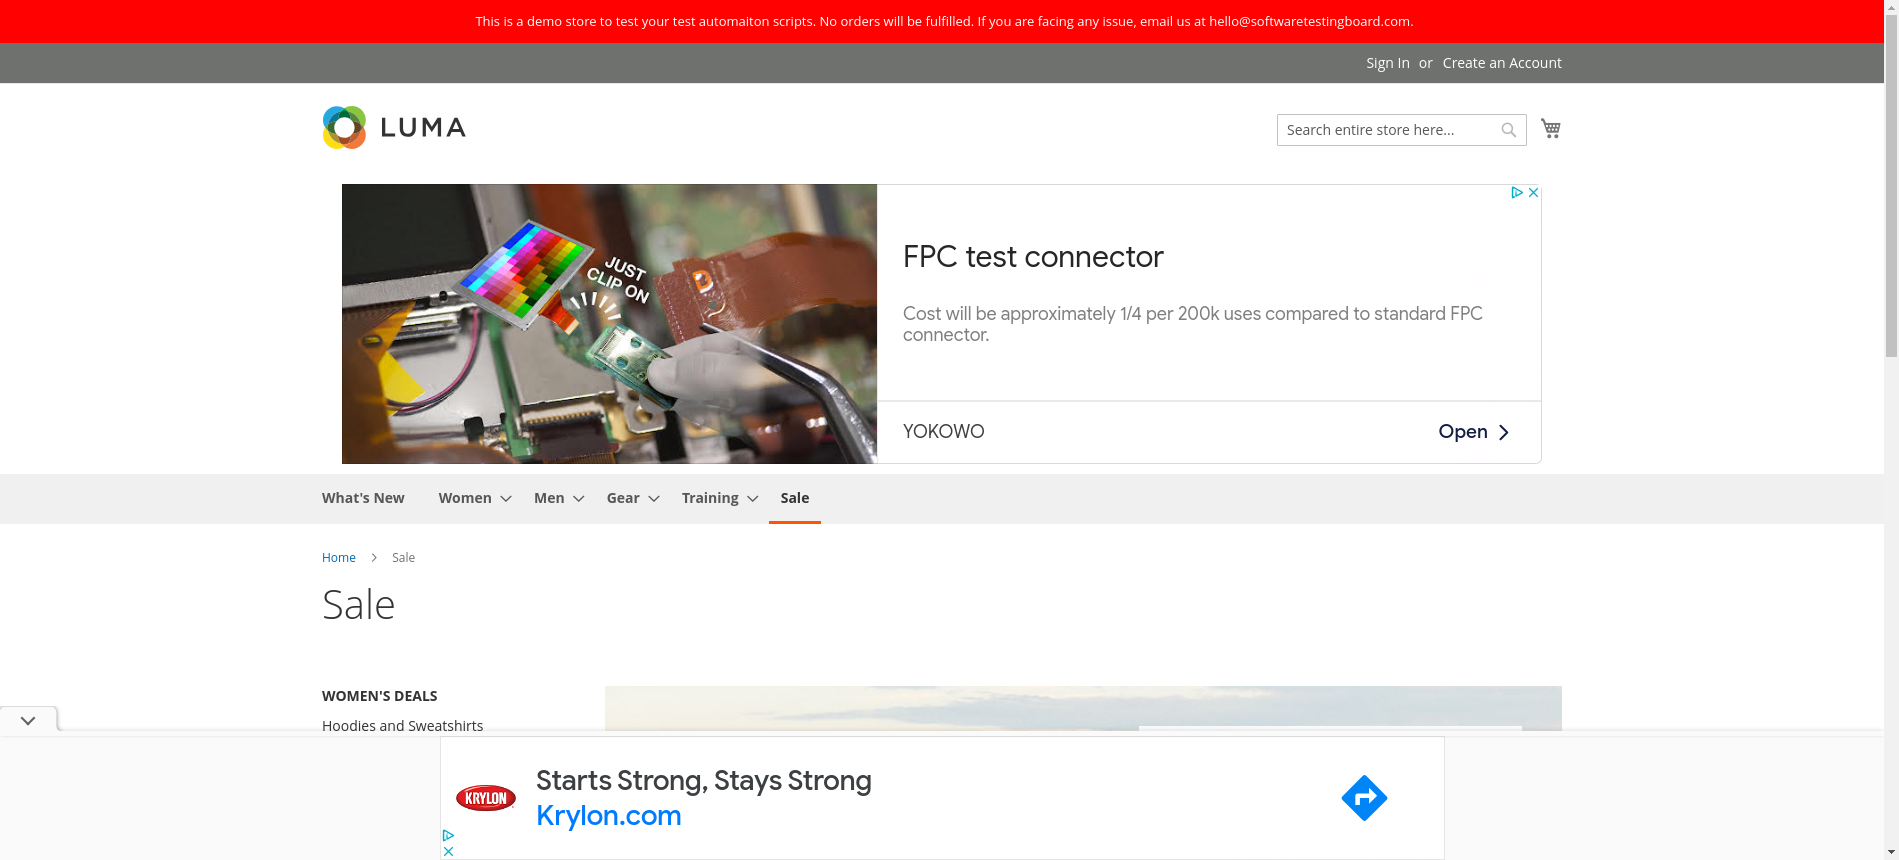 This is a demo store to test your test automaiton scripts. No orders will be fulfilled. If you are facing any issue, email us at hello@softwaretestingboard.com.
Sign In or Create an Account
LUMA
Search entire store here...
JUST
CLIP ON
FPC test connector
Cost will be approximately 1/4 per 200k uses compared to standard FPC
connector.
YOKOWO
Open
What's New Women Men Gear Training Sale
Home Sale
Sale
WOMEN'S DEALS
Hoodies and Sweatshirts
KRYLON
Starts Strong, Stays Strong
Krylon.com